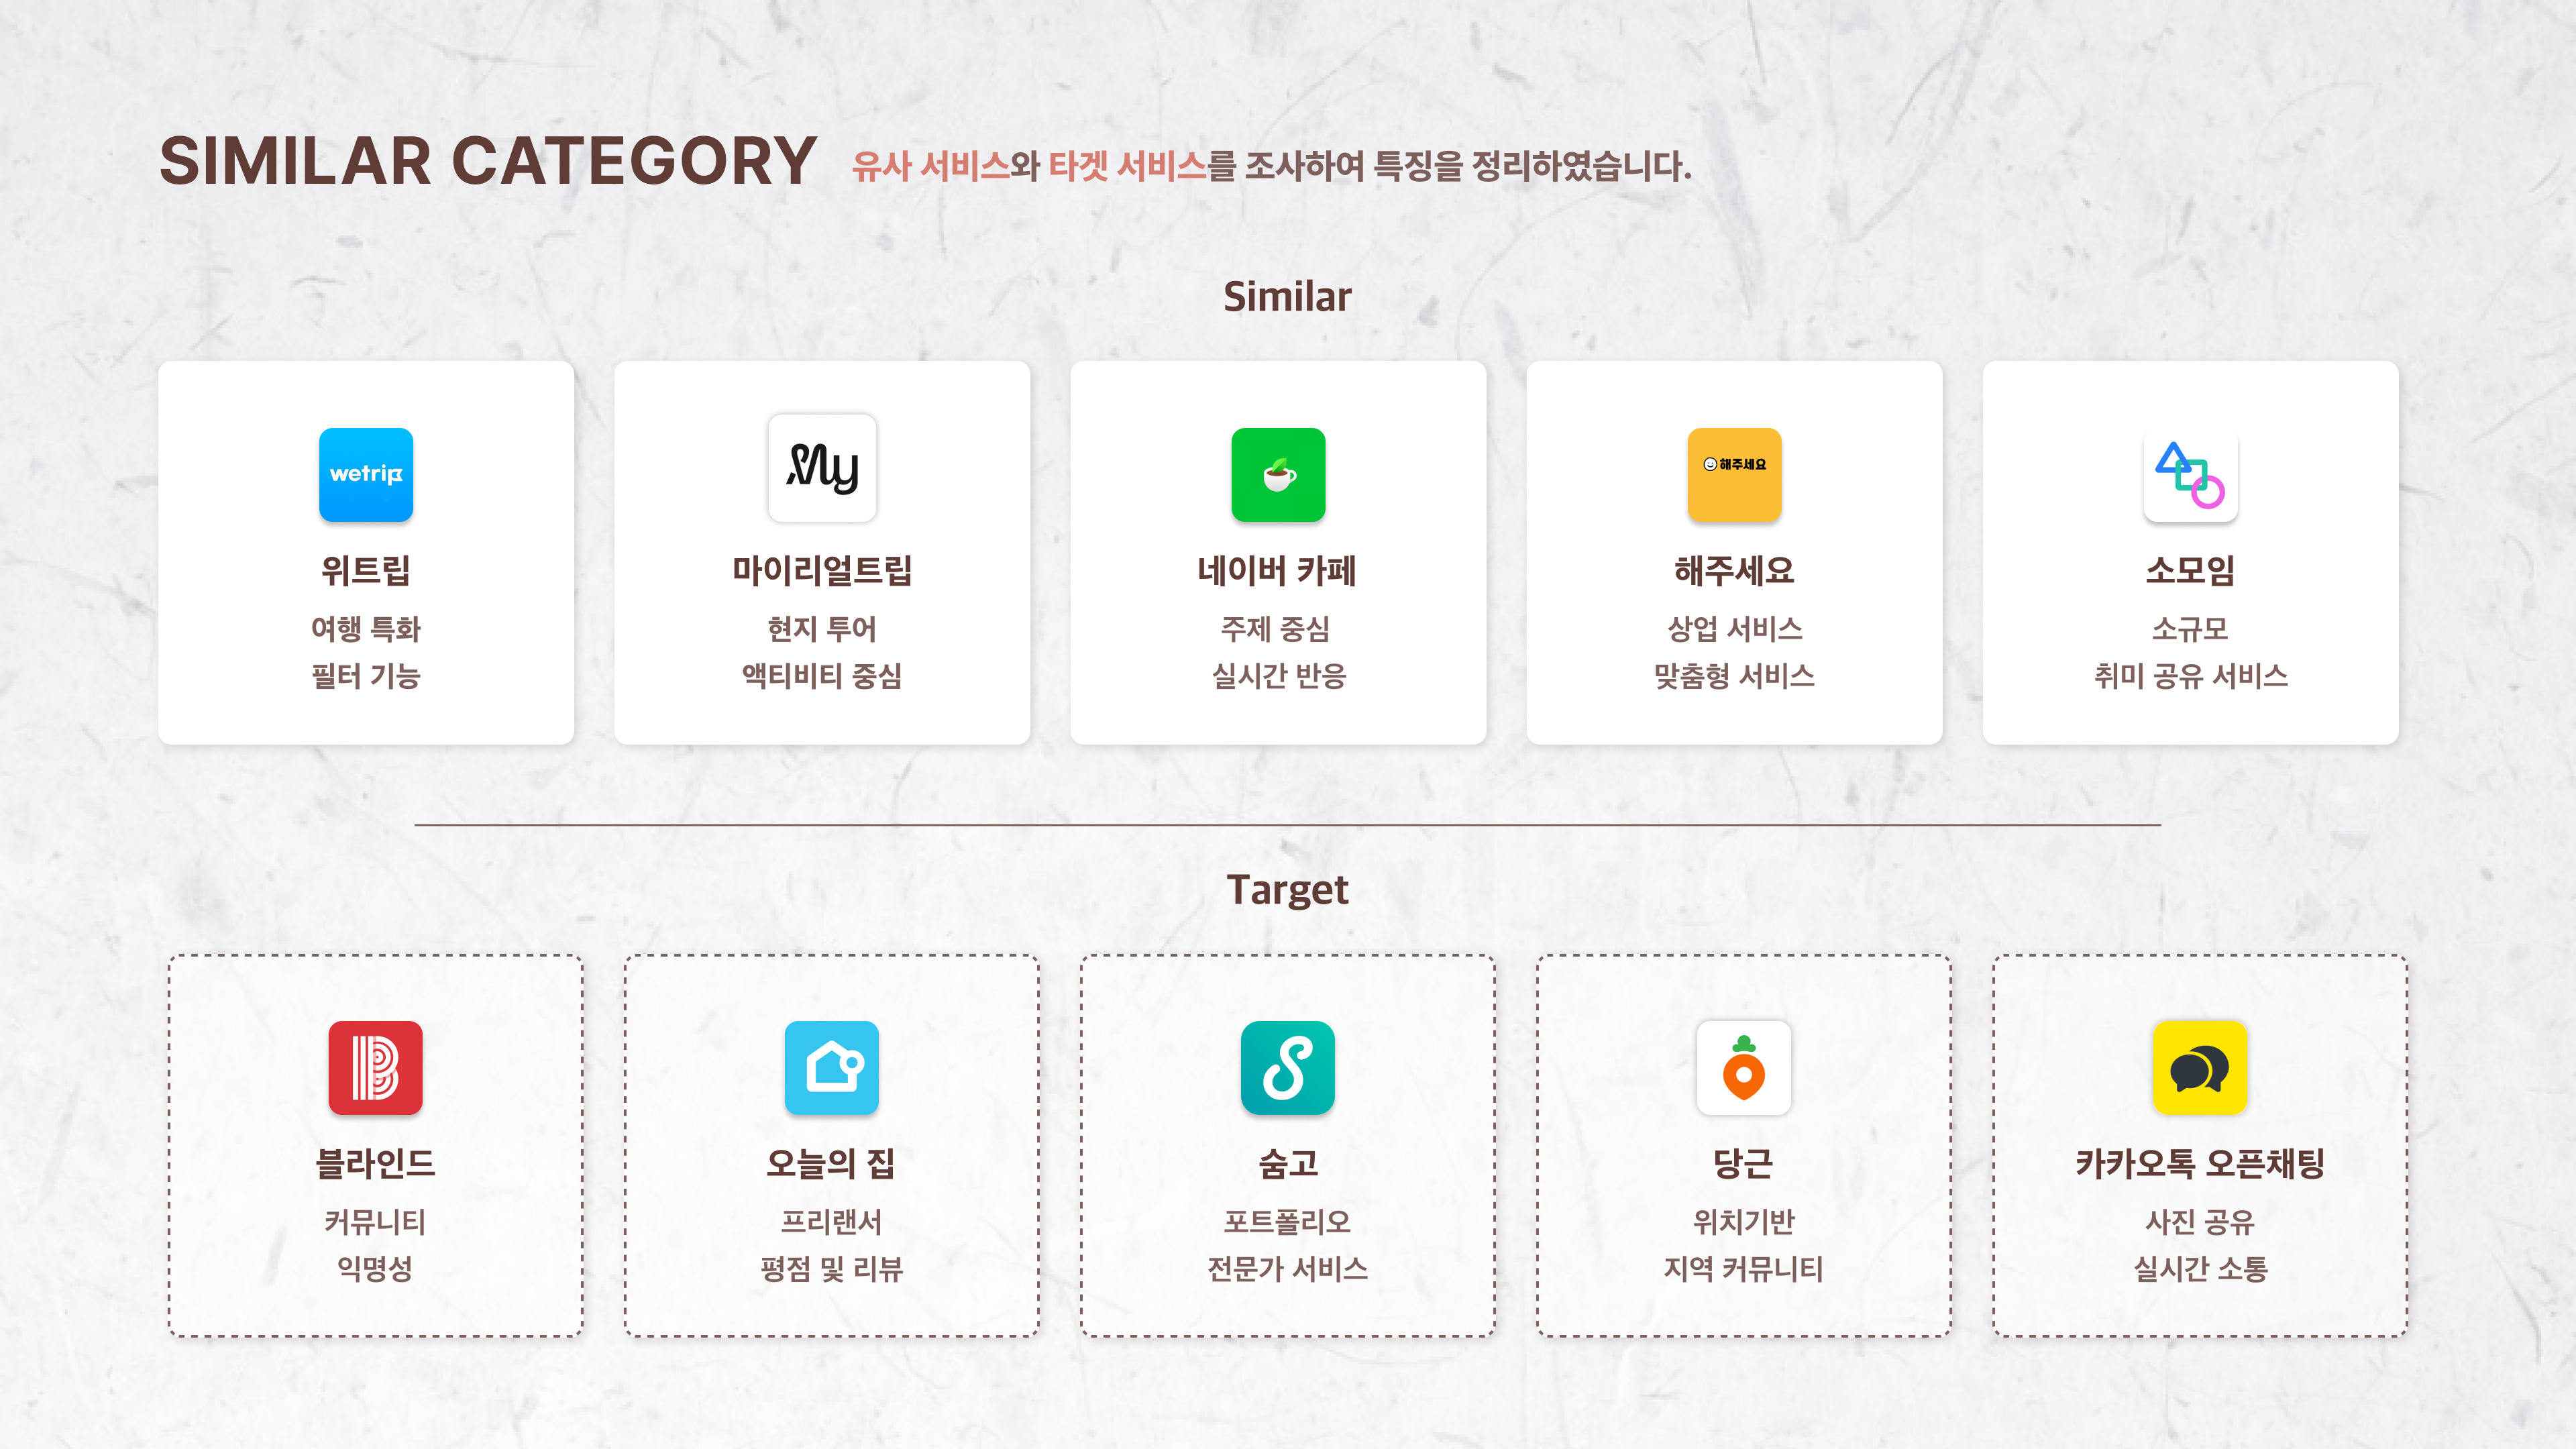 SIMILAR CATEGORY 유사 서비스와 타겟 서비스를 조사하여 특징을 정리하였습니다.
Similar
wetrip
위트립
여행 특화
필터 기능
My
마이리얼트립
현지 투어
액티비티 중심
네이버 카페
주제 중심
실시간 반응
해주세요
해주세요
상업 서비스
맞춤형 서비스
소모임
소규모
취미 공유 서비스
Target
B
블라인드
커뮤니티
익명성
오늘의 집
프리랜서
평점 및 리뷰
S
숨고
포트폴리오
전문가 서비스
당근
위치기반
지역 커뮤니티
카카오톡 오픈채팅
사진 공유
실시간 소통